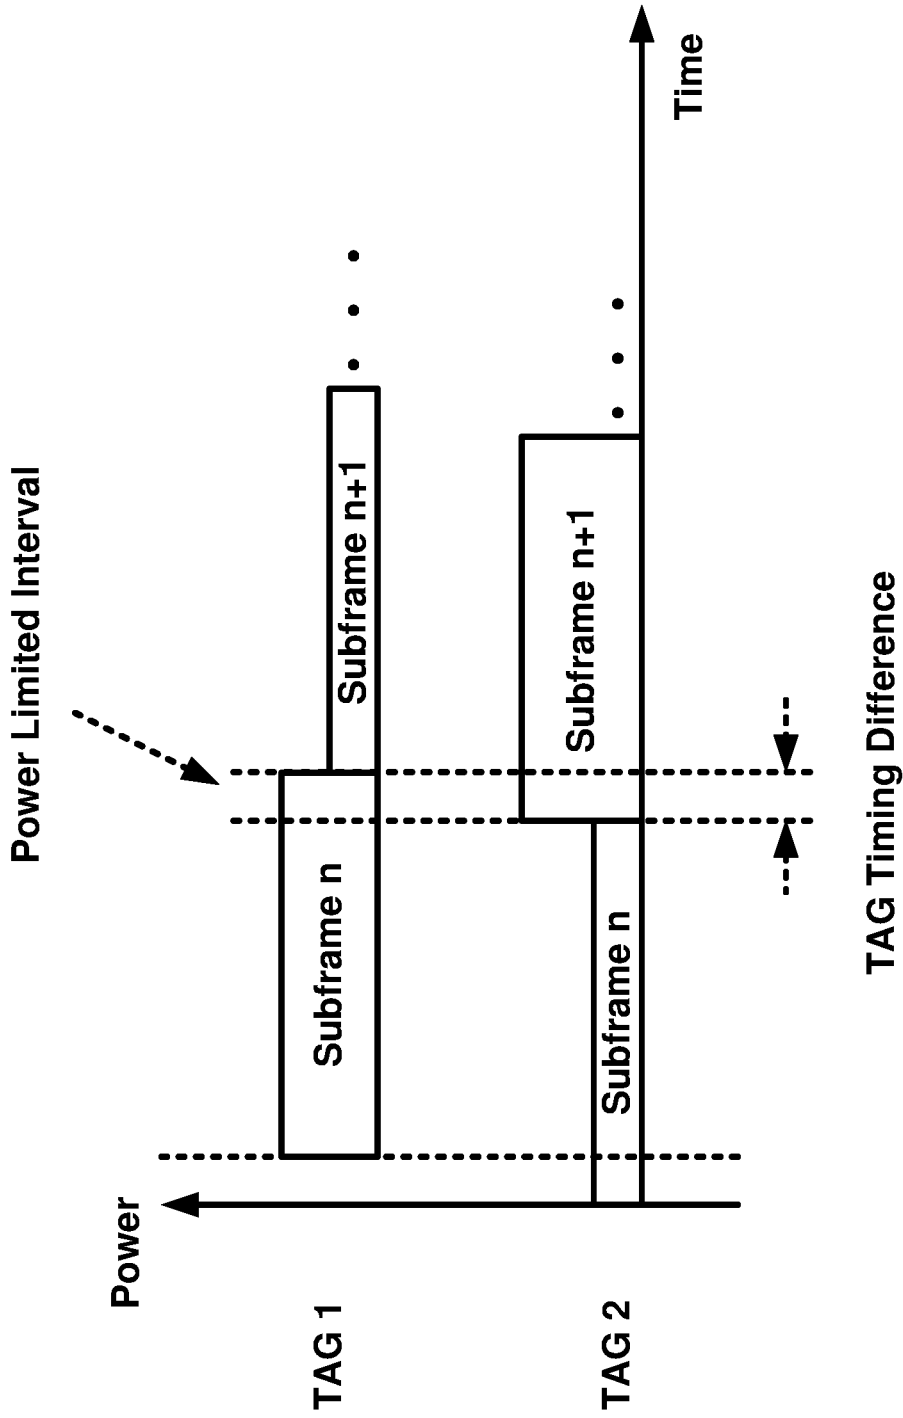 Power Limited Interval
Power
TAG 1
Subframe n
Subframe n+1
TAG 2
Subframe n
Subframe n+1
Time
TAG Timing Difference